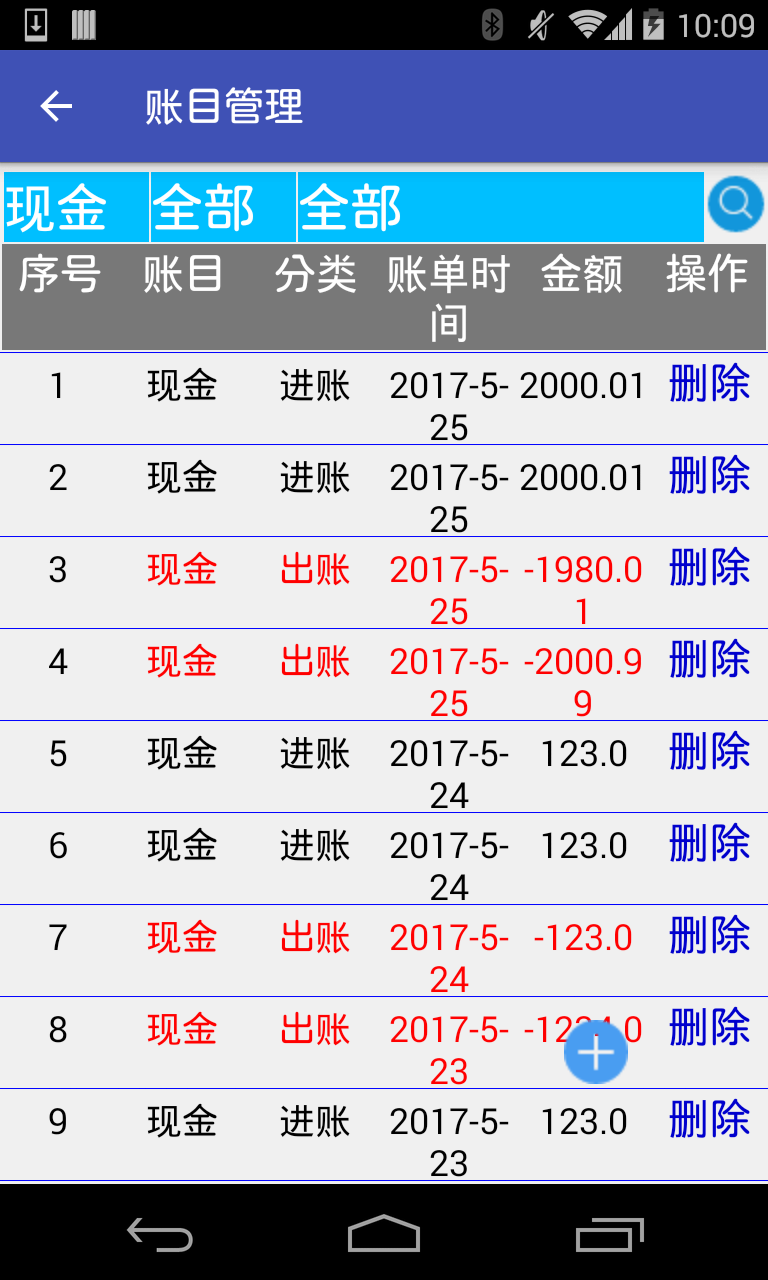 10:09
账目管理
现金 全部 全部
序号 账目 分类 账单时间 金额 操作
1 现金 进账 2017-5-25 2000.01 删除
2 现金 进账 2017-5-25 2000.01 删除
3 现金 出账 2017-5-25 -1980.01 删除
4 现金 出账 2017-5-25 -2000.99 删除
5 现金 进账 2017-5-24 123.0 删除
6 现金 进账 2017-5-24 123.0 删除
7 现金 出账 2017-5-24 -123.0 删除
8 现金 出账 2017-5-23 删除
9 现金 进账 2017-5-23 123.0 删除